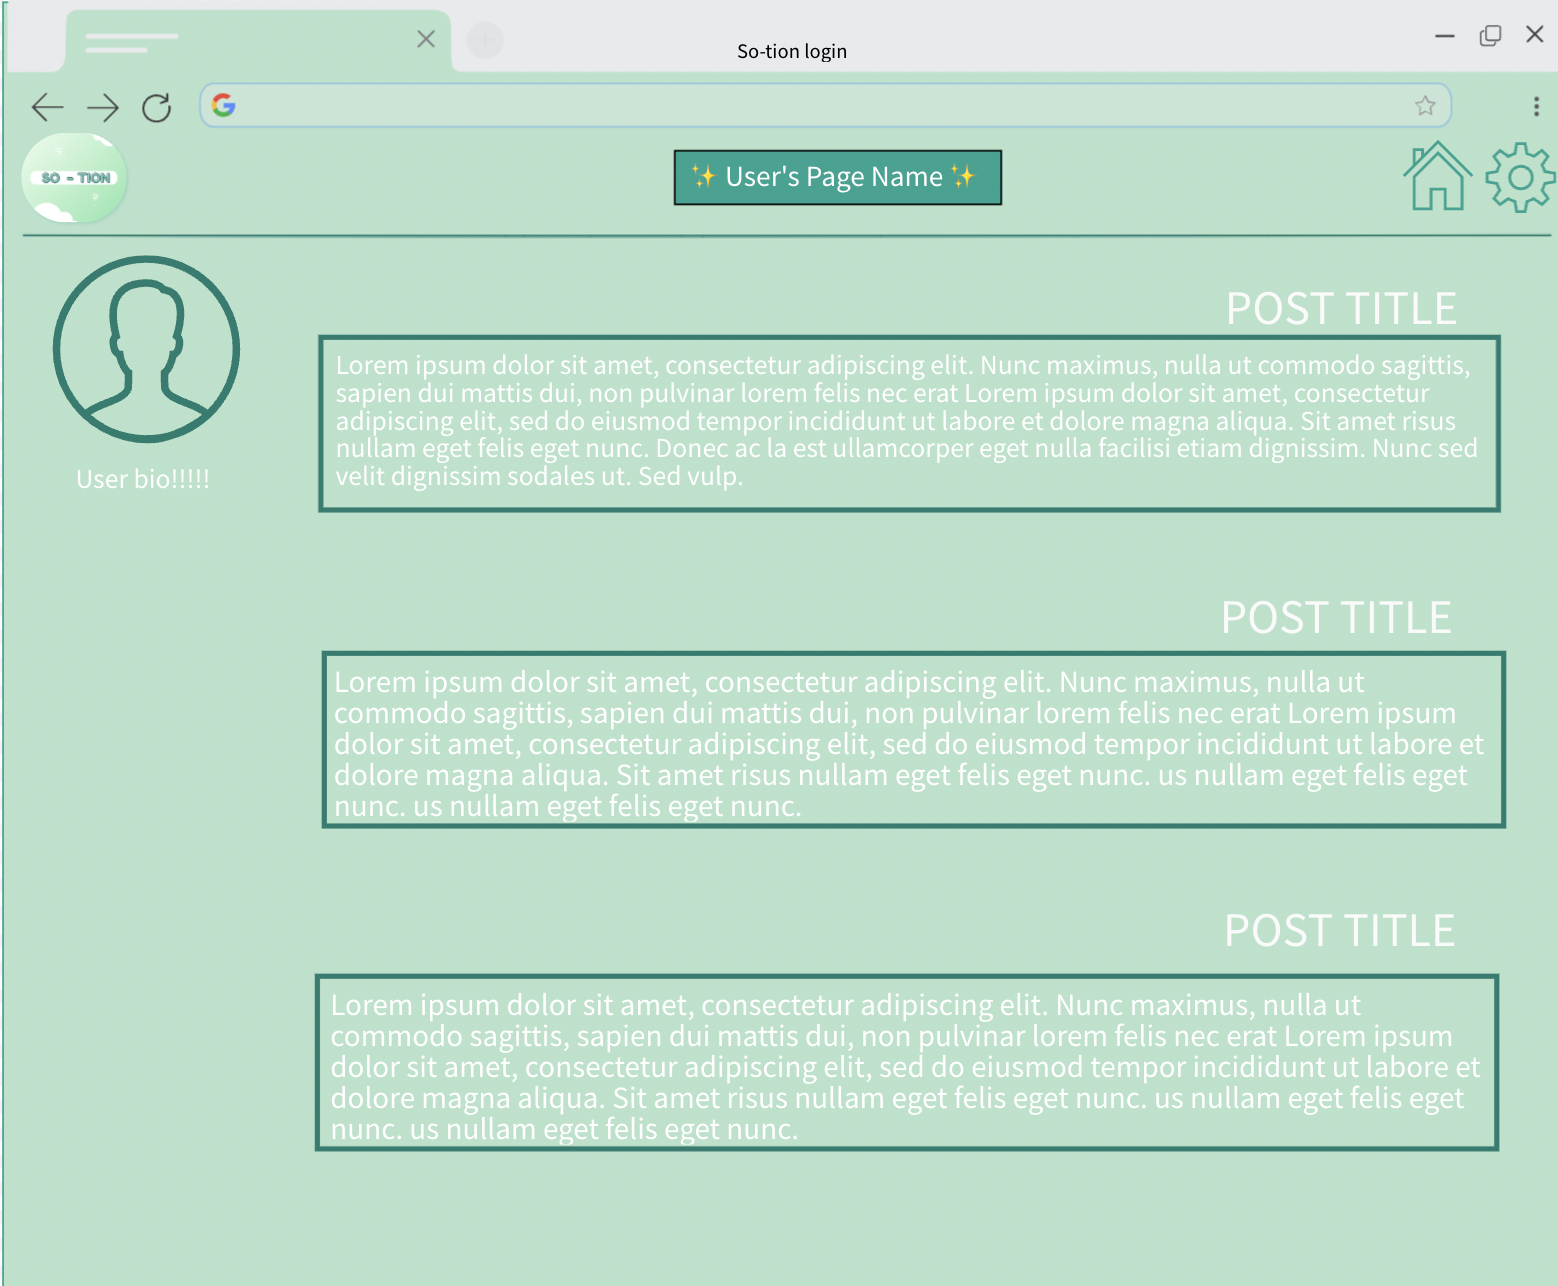 So-tion login
SO - TION
✨ User's Page Name ✨
User bio!!!!!
POST TITLE
Lorem ipsum dolor sit amet, consectetur adipiscing elit. Nunc maximus, nulla ut commodo sagittis,
sapien dui mattis dui, non pulvinar lorem felis nec erat Lorem ipsum dolor sit amet, consectetur
adipiscing elit, sed do eiusmod tempor incididunt ut labore et dolore magna aliqua. Sit amet risus
nullam eget felis eget nunc. Donec ac la est ullamcorper eget nulla facilisi etiam dignissim. Nunc sed
velit dignissim sodales ut. Sed vulp.
POST TITLE
Lorem ipsum dolor sit amet, consectetur adipiscing elit. Nunc maximus, nulla ut
commodo sagittis, sapien dui mattis dui, non pulvinar lorem felis nec erat Lorem ipsum
dolor sit amet, consectetur adipiscing elit, sed do eiusmod tempor incididunt ut labore et
dolore magna aliqua. Sit amet risus nullam eget felis eget nunc. us nullam eget felis eget
nunc. us nullam eget felis eget nunc.
POST TITLE
Lorem ipsum dolor sit amet, consectetur adipiscing elit. Nunc maximus, nulla ut
commodo sagittis, sapien dui mattis dui, non pulvinar lorem felis nec erat Lorem ipsum
dolor sit amet, consectetur adipiscing elit, sed do eiusmod tempor incididunt ut labore et
dolore magna aliqua. Sit amet risus nullam eget felis eget nunc. us nullam eget felis eget
nunc. us nullam eget felis eget nunc.